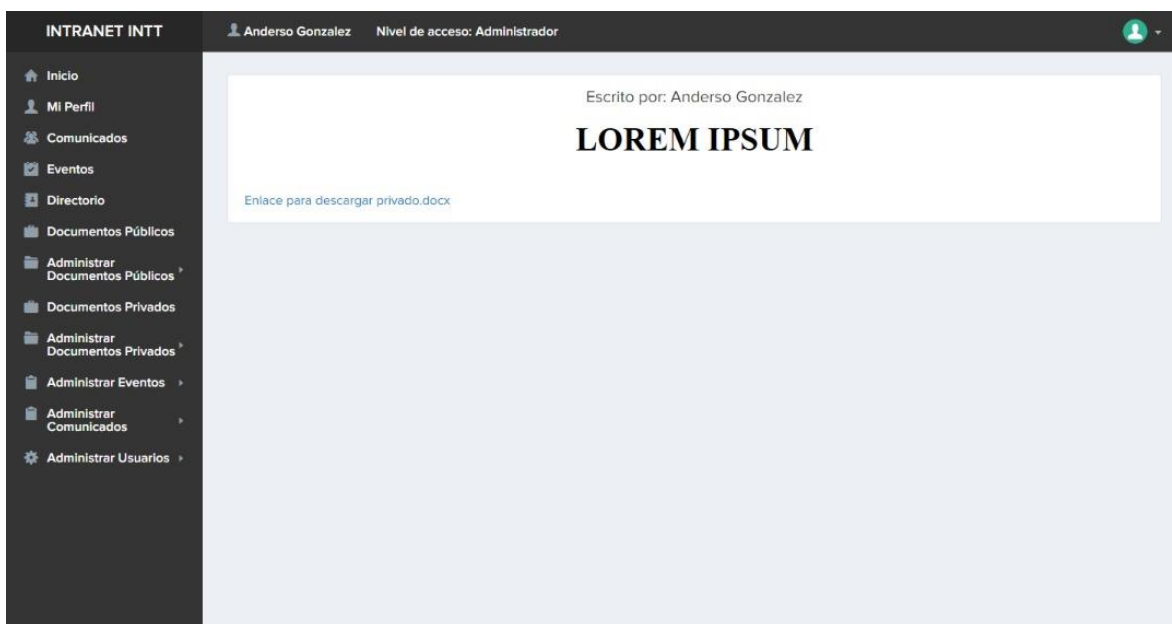 INTRANET INTT
Anderso Gonzalez Nivel de acceso: Administrador
Inicio
Mi Perfil
Comunicados
Eventos
Directorio
Documentos Públicos
Administrar
Documentos Públicos
Documentos Privados
Administrar
Documentos Privados
Administrar Eventos
Administrar
Comunicados
Administrar Usuarios
Escrito por: Anderso Gonzalez
LOREM IPSUM
Enlace para descargar privado.docx